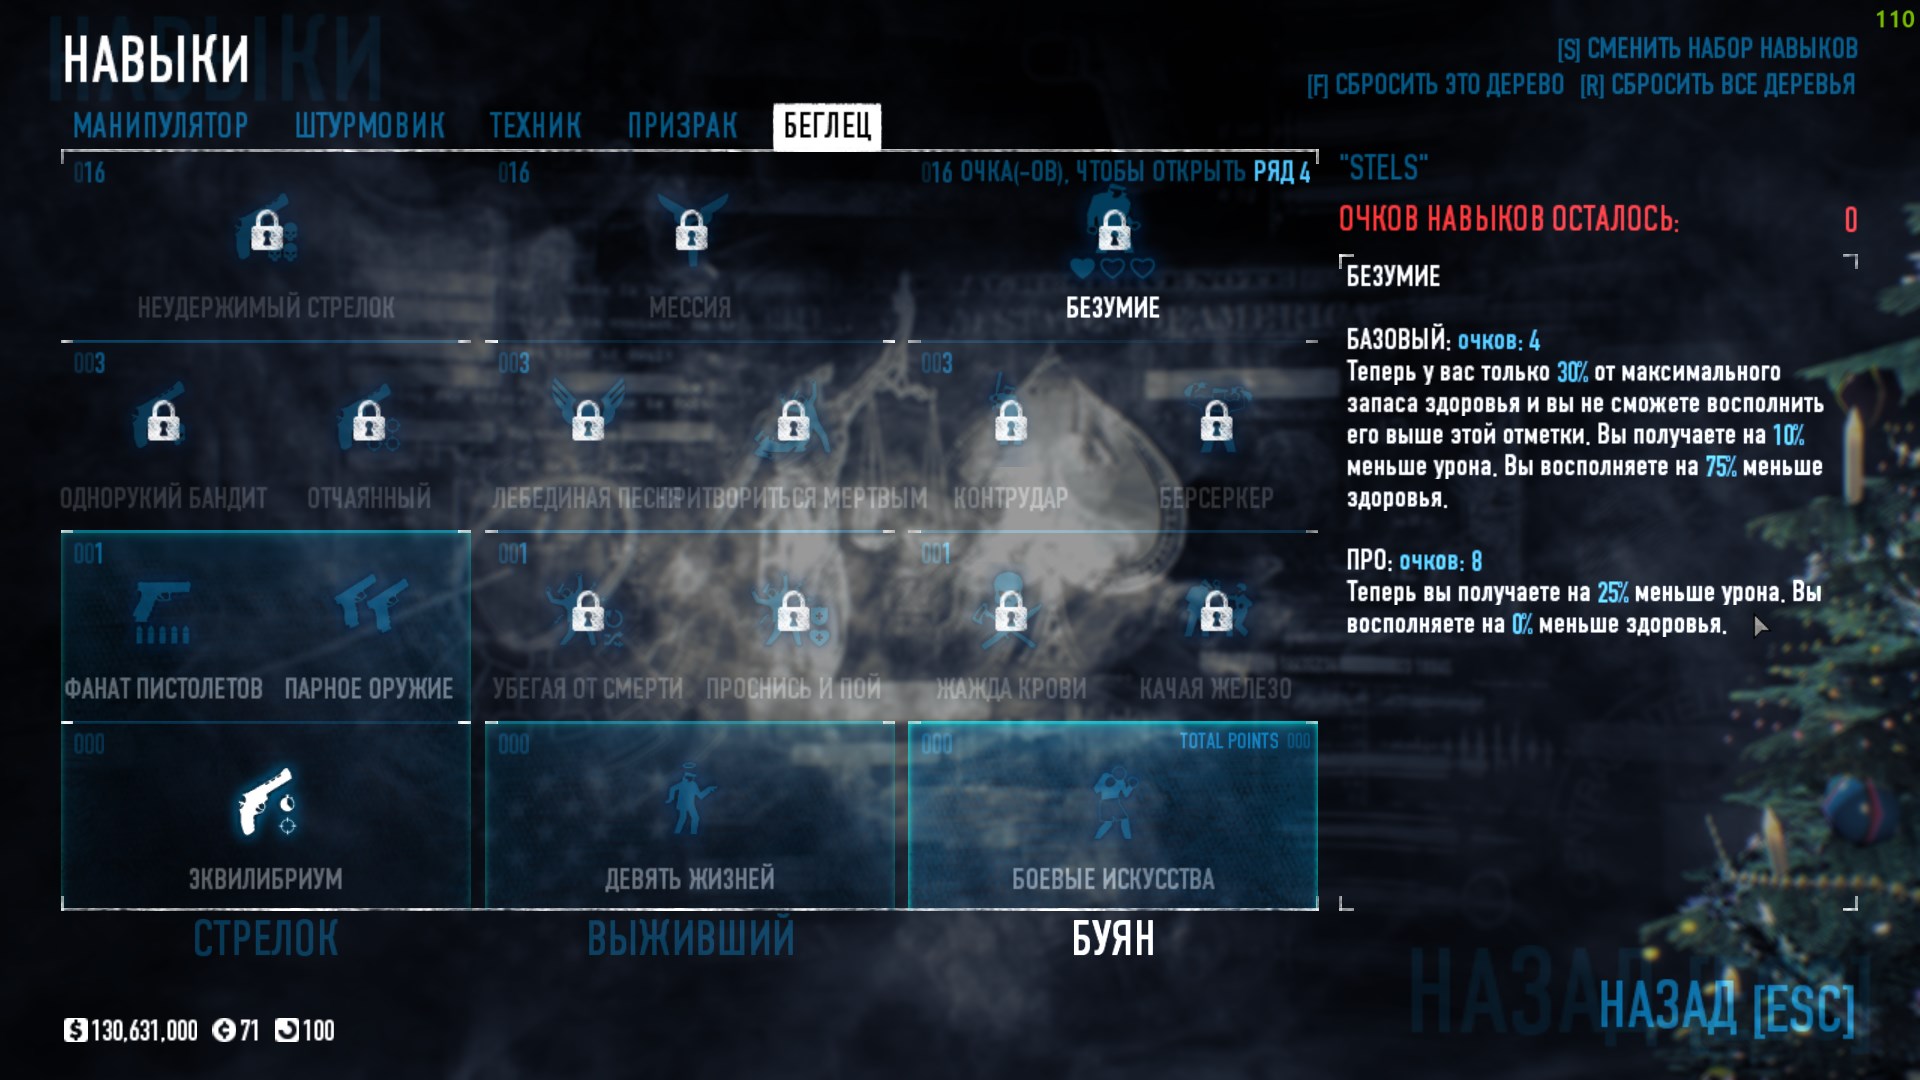 110
НАВЫКИ
[S] СМЕНИТЬ НАБОР НАВЫКОВ
[F] СБРОСИТЬ ЭТО ДЕРЕВО [R] СБРОСИТЬ ВСЕ ДЕРЕВЬЯ
МАНИПУЛЯТОР ШТУРМОВИК ТЕХНИК ПРИЗРАК БЕГЛЕЦ
016 016 016 ОЧКА(-ОВ), ЧТОБЫ ОТКРЫТЬ РЯД 4
НЕУДЕРЖИМЫЙ СТРЕЛОК МЕССИЯ БЕЗУМИЕ
003 003 003
ОДНОРУКИЙ БАНДИТ ОТЧАЯННЫЙ ЛЕБЕДИНАЯ ПЕСНЯ ПРИТВОРИТЬСЯ МЕРТВЫМ КОНТРУДАР БЕРСЕРКЕР
001 001 001
ФАНАТ ПИСТОЛЕТОВ ПАРНОЕ ОРУЖИЕ УБЕГАЯ ОТ СМЕРТИ ПРОСНИСЬ И ПОЙ ЖАЖДА КРОВИ КАЧАЯ ЖЕЛЕЗО
000 000 000 TOTAL POINTS 000
ЭКВИЛИБРИУМ ДЕВЯТЬ ЖИЗНЕЙ БОЕВЫЕ ИСКУССТВА
СТРЕЛОК ВЫЖИВШИЙ БУЯН
"STELS"
ОЧКОВ НАВЫКОВ ОСТАЛОСЬ: 0
БЕЗУМИЕ
БАЗОВЫЙ: очков: 4
Теперь у вас только 30% от максимального
запаса здоровья и вы не сможете восполнить
его выше этой отметки. Вы получаете на 10%
меньше урона. Вы восполняете на 75% меньше
здоровья.
ПРО: очков: 8
Теперь вы получаете на 25% меньше урона. Вы
восполняете на 0% меньше здоровья.
$ 130,631,000 C 71 100
НАЗАД [ESC]